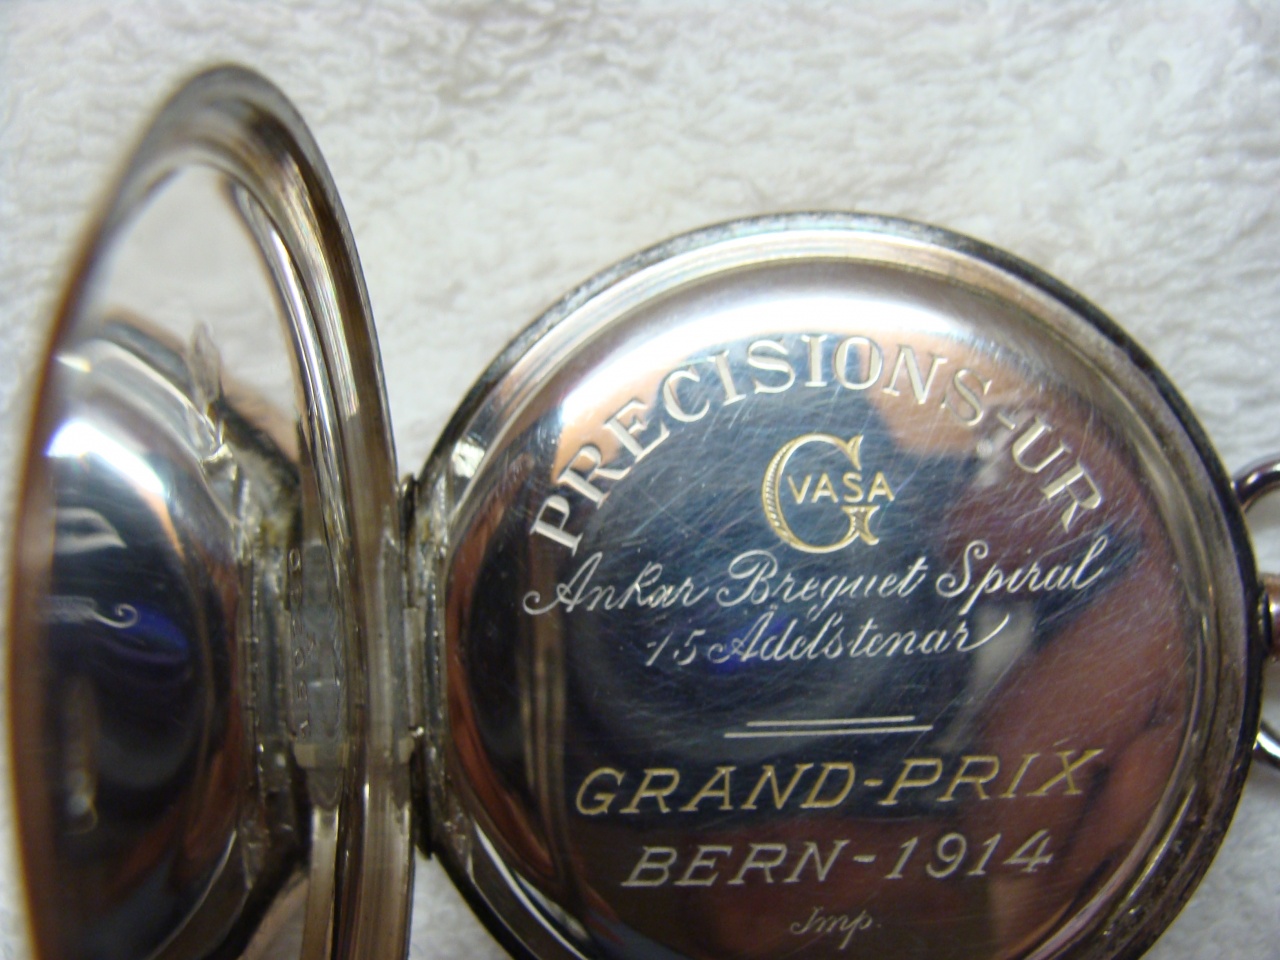 PRECISIONS-UR
G VASA
Ankar Breguet Spiral
15 Ädelstenar
GRAND-PRIX
BERN-1914
Imp.